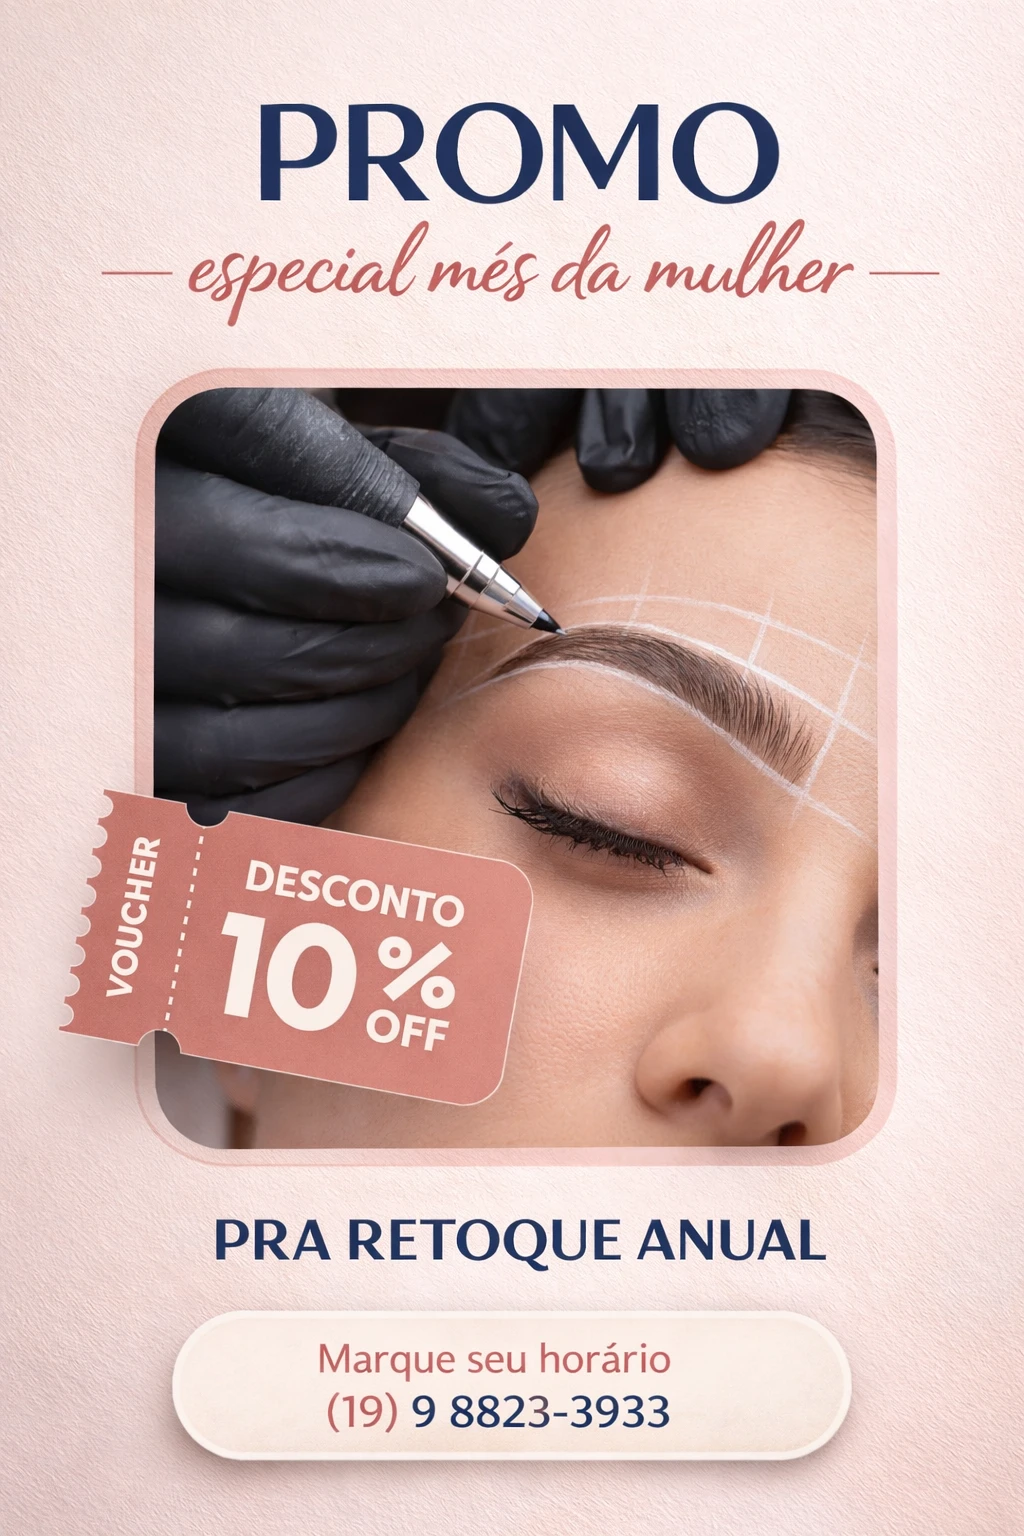 PROMO
especial més da mulher
VOUCHER
DESCONTO
10%
OFF
PRA RETOQUE ANUAL
Marque seu horário
(19) 9 8823-3933